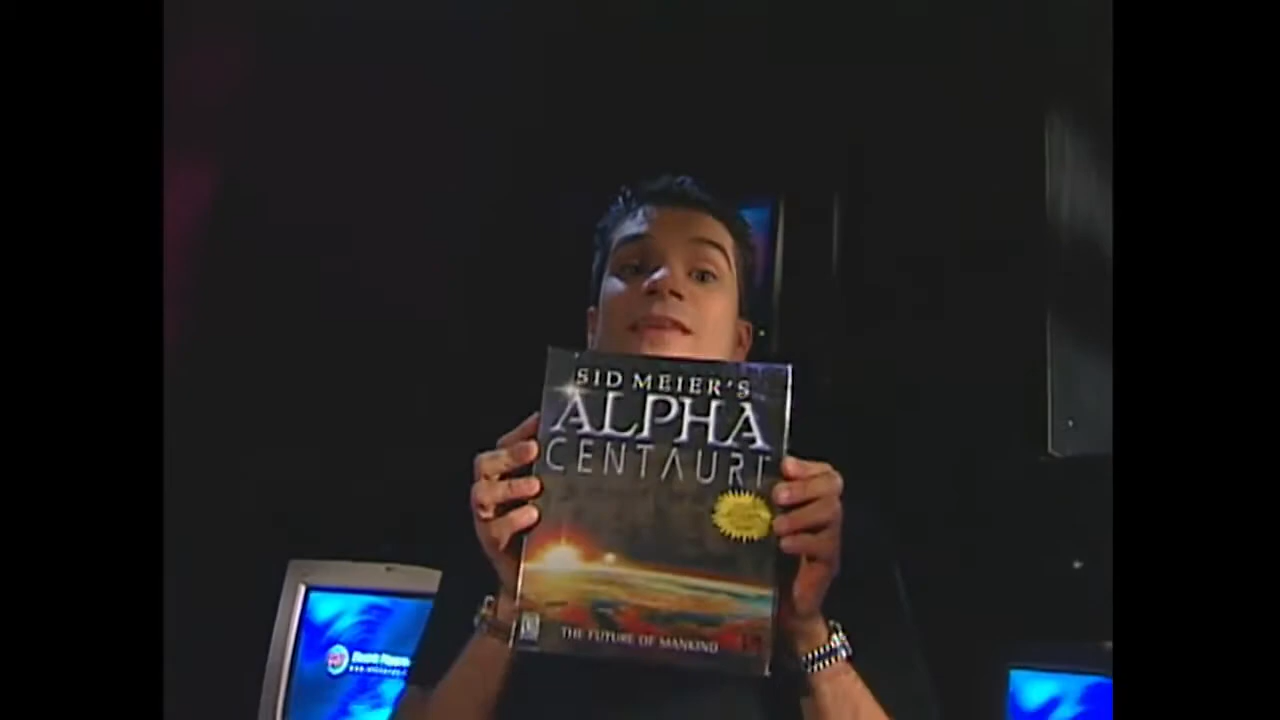 SID MEIER'S
ALPHA
CENTAURI
THE FUTURE OF MANKIND